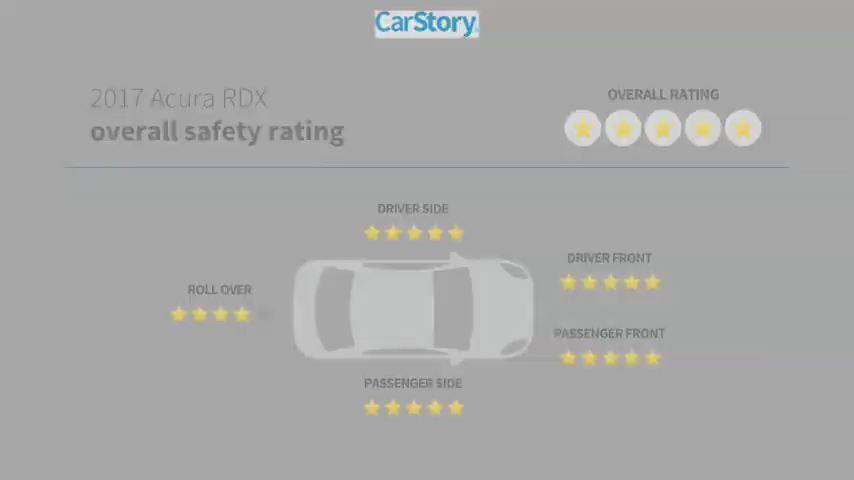 CarStory
2017 Acura RDX
overall safety rating
OVERALL RATING
DRIVER SIDE
DRIVER FRONT
ROLL OVER
PASSENGER FRONT
PASSENGER SIDE